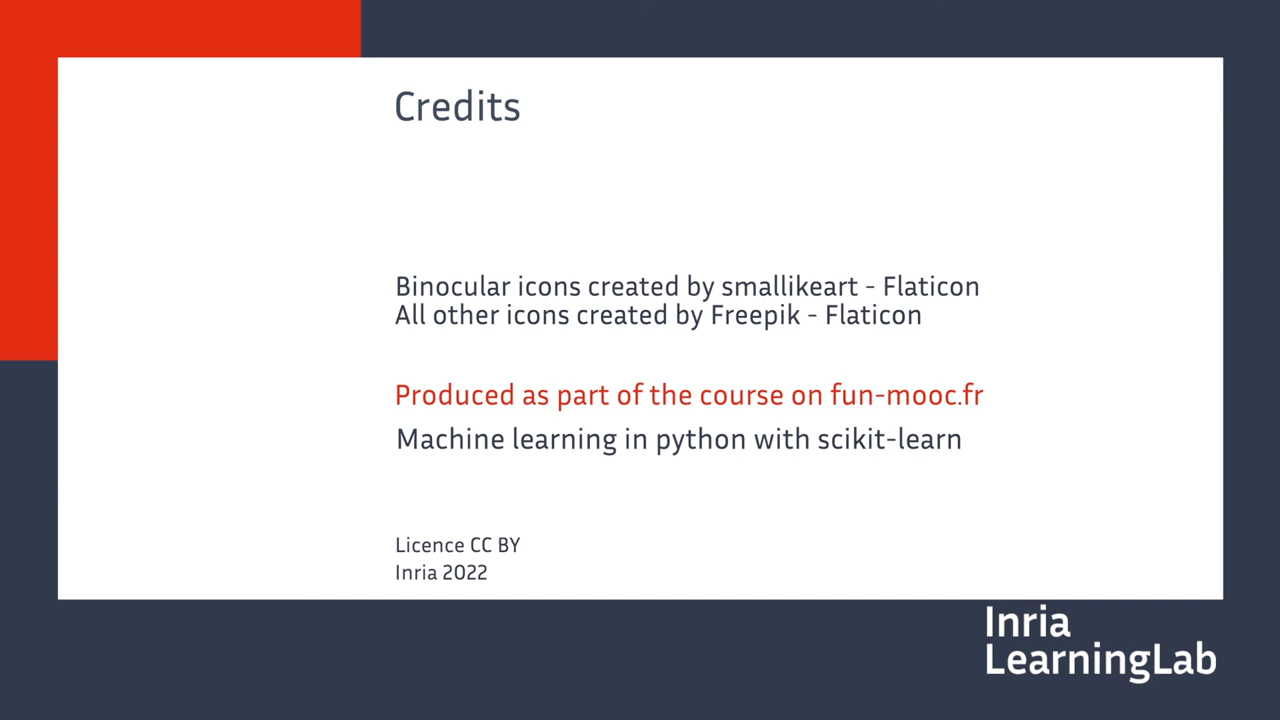 Credits
Binocular icons created by smallikeart - Flaticon
All other icons created by Freepik - Flaticon
Produced as part of the course on fun-mooc.fr
Machine learning in python with scikit-learn
Licence CC BY
Inria 2022
Inria
LearningLab